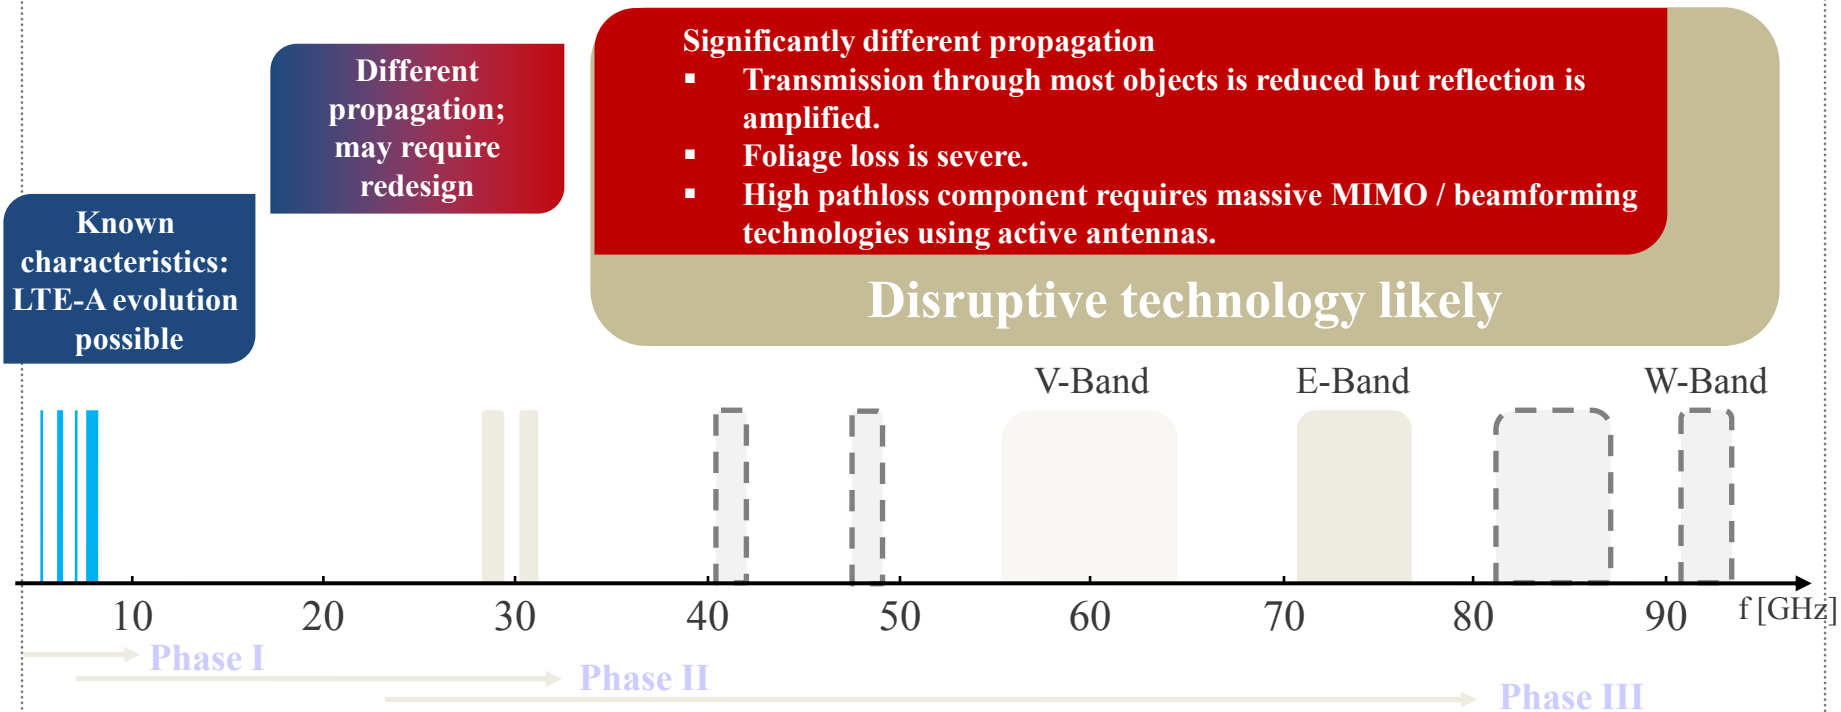 Significantly different propagation
▪ Transmission through most objects is reduced but reflection is
amplified.
▪ Foliage loss is severe.
▪ High pathloss component requires massive MIMO / beamforming
technologies using active antennas.
Different
propagation;
may require
redesign
Known
characteristics:
LTE-A evolution
possible
Disruptive technology likely
V-Band E-Band W-Band
10 20 30 40 50 60 70 80 90 f [GHz]
Phase I
Phase II
Phase III